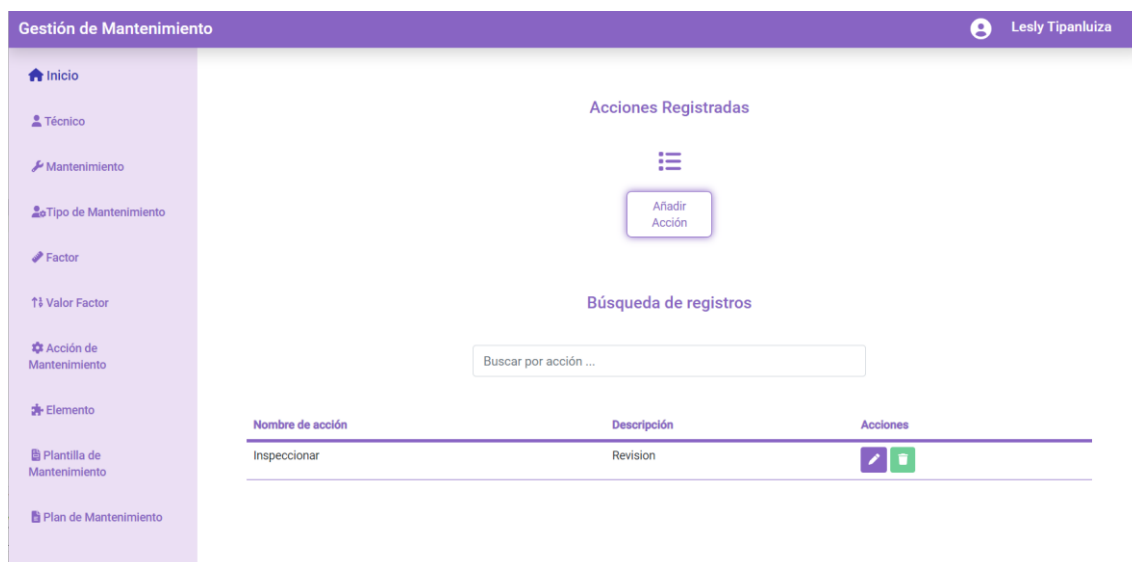 Gestión de Mantenimiento
Lesly Tipanluiza
Inicio
Técnico
Mantenimiento
Tipo de Mantenimiento
Factor
Valor Factor
Acción de
Mantenimiento
Elemento
Plantilla de
Mantenimiento
Plan de Mantenimiento
Acciones Registradas
Añadir
Acción
Búsqueda de registros
Buscar por acción ...
Nombre de acción Descripción Acciones
Inspeccionar Revision